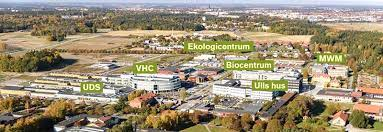 Ekologicentrum
VHC
Biocentrum
MWM
UDS
Ulls hus